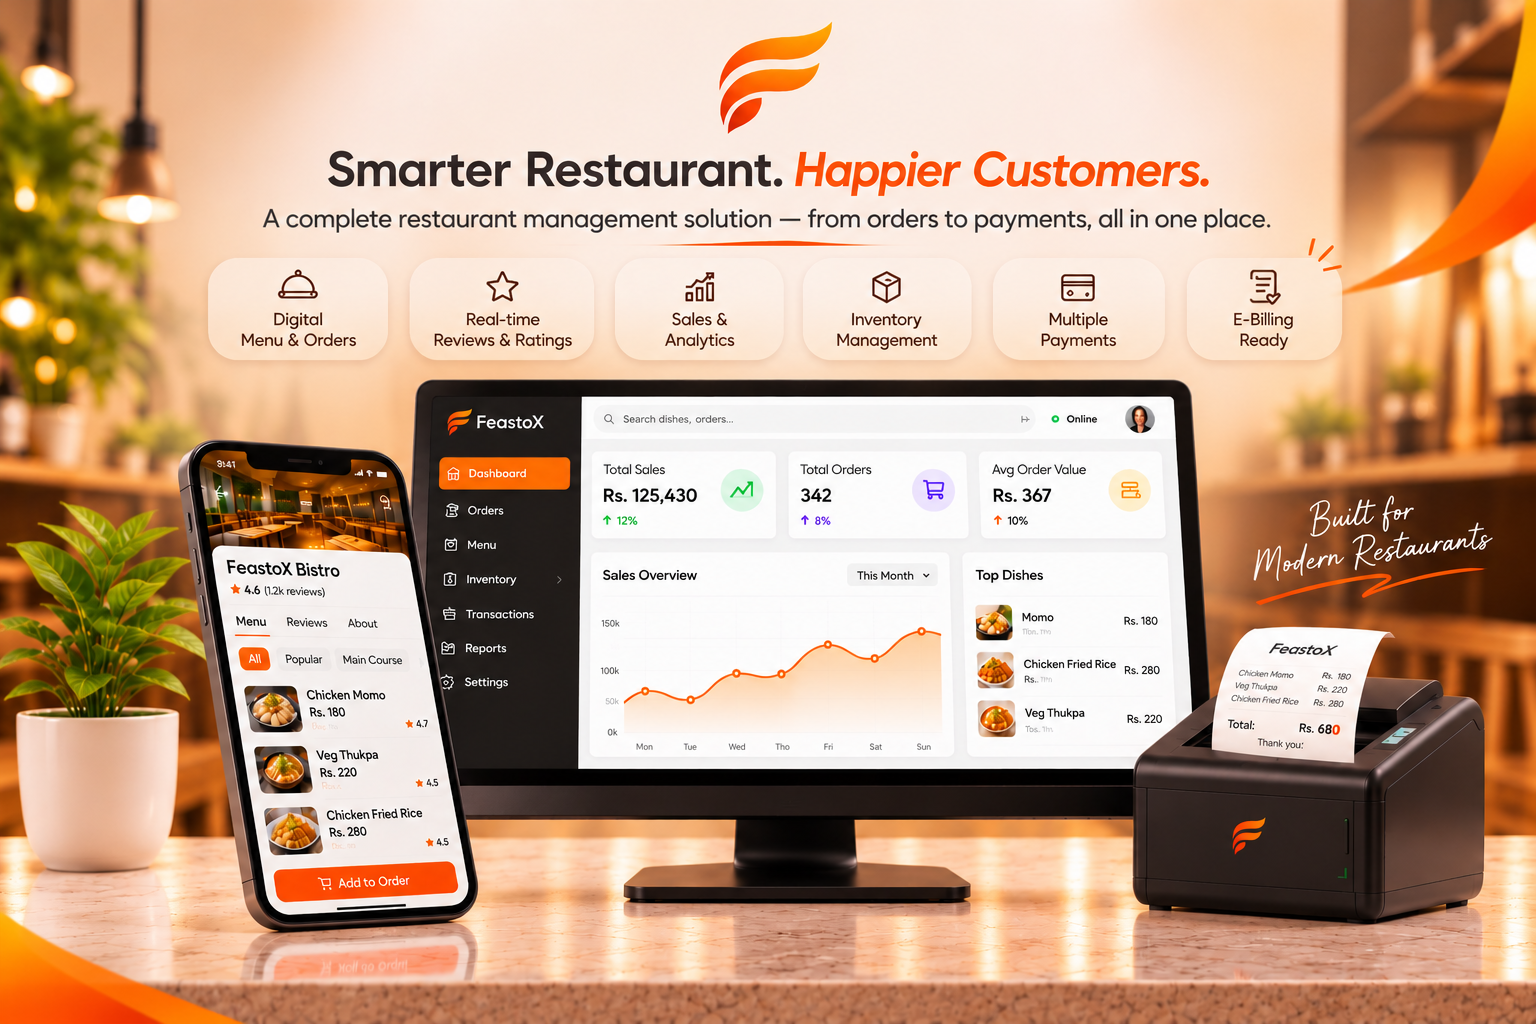 Smarter Restaurant. Happier Customers.
A complete restaurant management solution — from orders to payments, all in one place.
Digital
Menu & Orders
Real-time
Reviews & Ratings
Sales &
Analytics
Inventory
Management
Multiple
Payments
E-Billing
Ready
9:41
FeastoX Bistro
4.6 (1.2k reviews)
Menu Reviews About
All Popular Main Course
Chicken Momo
Rs. 180
4.7
Veg Thukpa
Rs. 220
4.5
Chicken Fried Rice
Rs. 280
4.5
Add to Order
FeastoX
Dashboard
Orders
Menu
Inventory
Transactions
Reports
Settings
Search dishes, orders...
Online
Total Sales
Rs. 125,430
12%
Total Orders
342
8%
Avg Order Value
Rs. 367
10%
Sales Overview
This Month
150k
100k
50k
0k
Mon Tue Wed Tho Fri Sat Sun
Top Dishes
Momo
Rs. 180
Chicken Fried Rice
Rs. 280
Rs..
Veg Thukpa
Rs. 220
Built for
Modern Restaurants
FeastoX
Chicken Momo Rs. 180
Veg Thukpa Rs. 220
Chicken Fried Rice Rs. 280
Total: Rs. 680
Thank you: